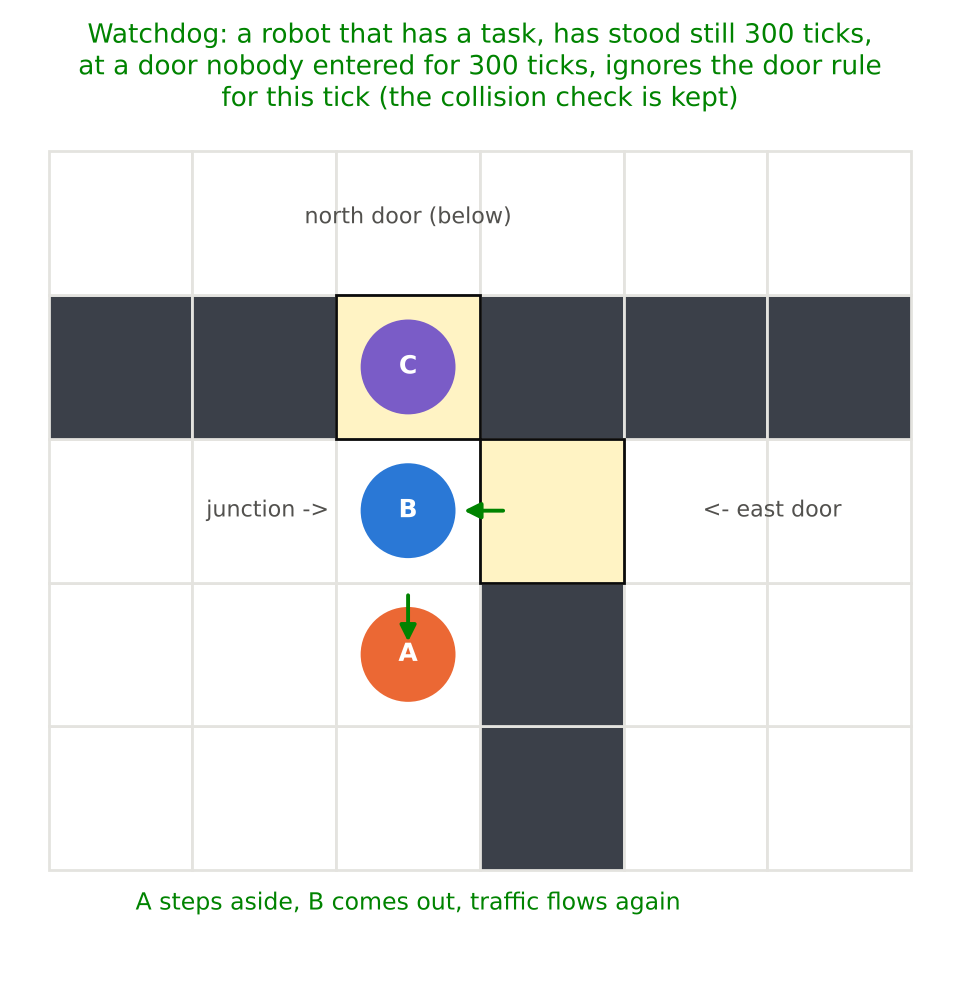 Watchdog: a robot that has a task, has stood still 300 ticks,
at a door nobody entered for 300 ticks, ignores the door rule
for this tick (the collision check is kept)
north door (below)
C
junction ->
B
<- east door
A
A steps aside, B comes out, traffic flows again